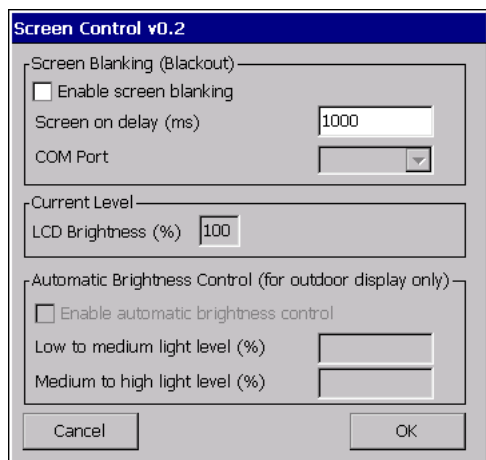 Screen Control v0.2
Screen Blanking (Blackout)
Enable screen blanking
Screen on delay (ms) 1000
COM Port
Current Level
LCD Brightness (%) 100
Automatic Brightness Control (for outdoor display only)
Enable automatic brightness control
Low to medium light level (%)
Medium to high light level (%)
Cancel OK